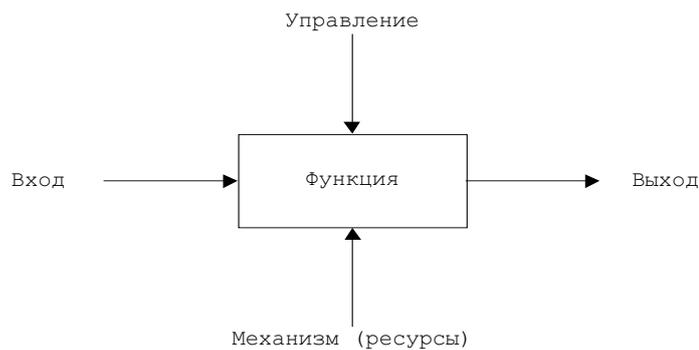 Управление
Вход
Функция
Выход
Механизм (ресурсы)